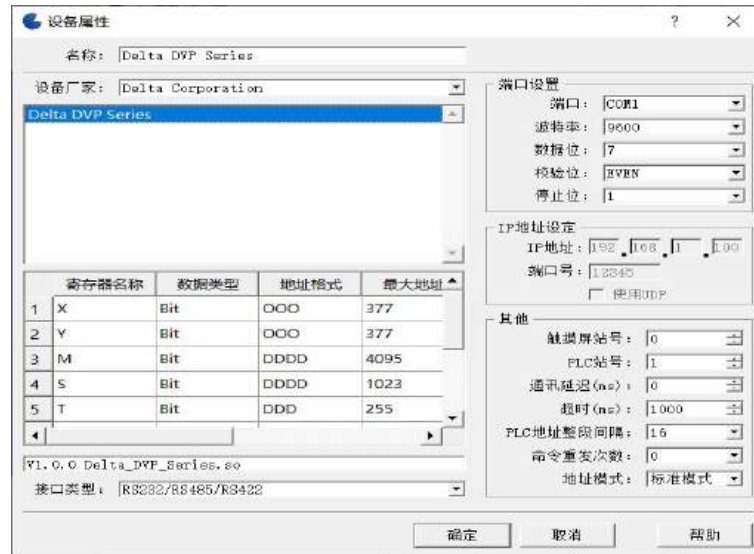 设备属性
名称： Delta DVP Series
设备厂家： Delta Corporation
Delta DVP Series
寄存器名称 数据类型 地址格式 最大地址
1 X Bit OOO 377
2 Y Bit OOO 377
3 M Bit DDDD 4095
4 S Bit DDDD 1023
5 T Bit DDD 255
V1.0.0 Delta_DVP_Series.so
接口类型： RS232/RS485/RS422
端口设置
端口： COM1
波特率： 9600
数据位： 7
校验位： EVEN
停止位： 1
IP地址设定
IP地址： 192 . 168 . 1 . 100
端口号： 12345
使用UDP
其他
触摸屏站号： 0
PLC站号： 1
通讯延迟(ms)： 0
超时(ms)： 1000
PLC地址整段间隔： 16
命令重发次数： 0
地址模式： 标准模式
确定 取消 帮助